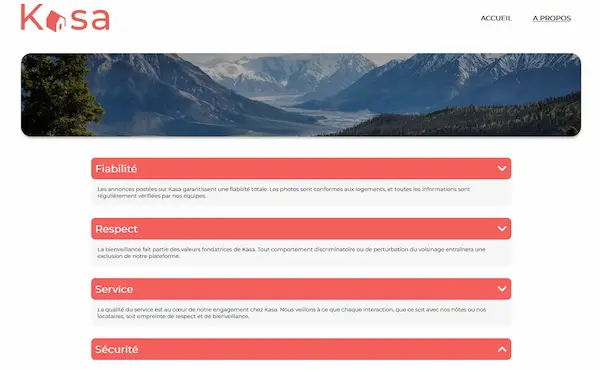 Kasa
ACCUEIL
A PROPOS
Fiabilité
Les annonces postées sur Kasa garantissent une fiabilité totale. Les photos sont conformes aux logements, et toutes les informations sont
régulièrement vérifiées par nos équipes.
Respect
La bienveillance fait partie des valeurs fondatrices de Kasa. Tout comportement discriminatoire ou de perturbation du voisinage entraînera une
exclusion de notre plateforme.
Service
La qualité du service est au cœur de notre engagement chez Kasa. Nous veillons à ce que chaque interaction, que ce soit avec nos hôtes ou nos
locataires, soit empreinte de respect et de bienveillance.
Sécurité